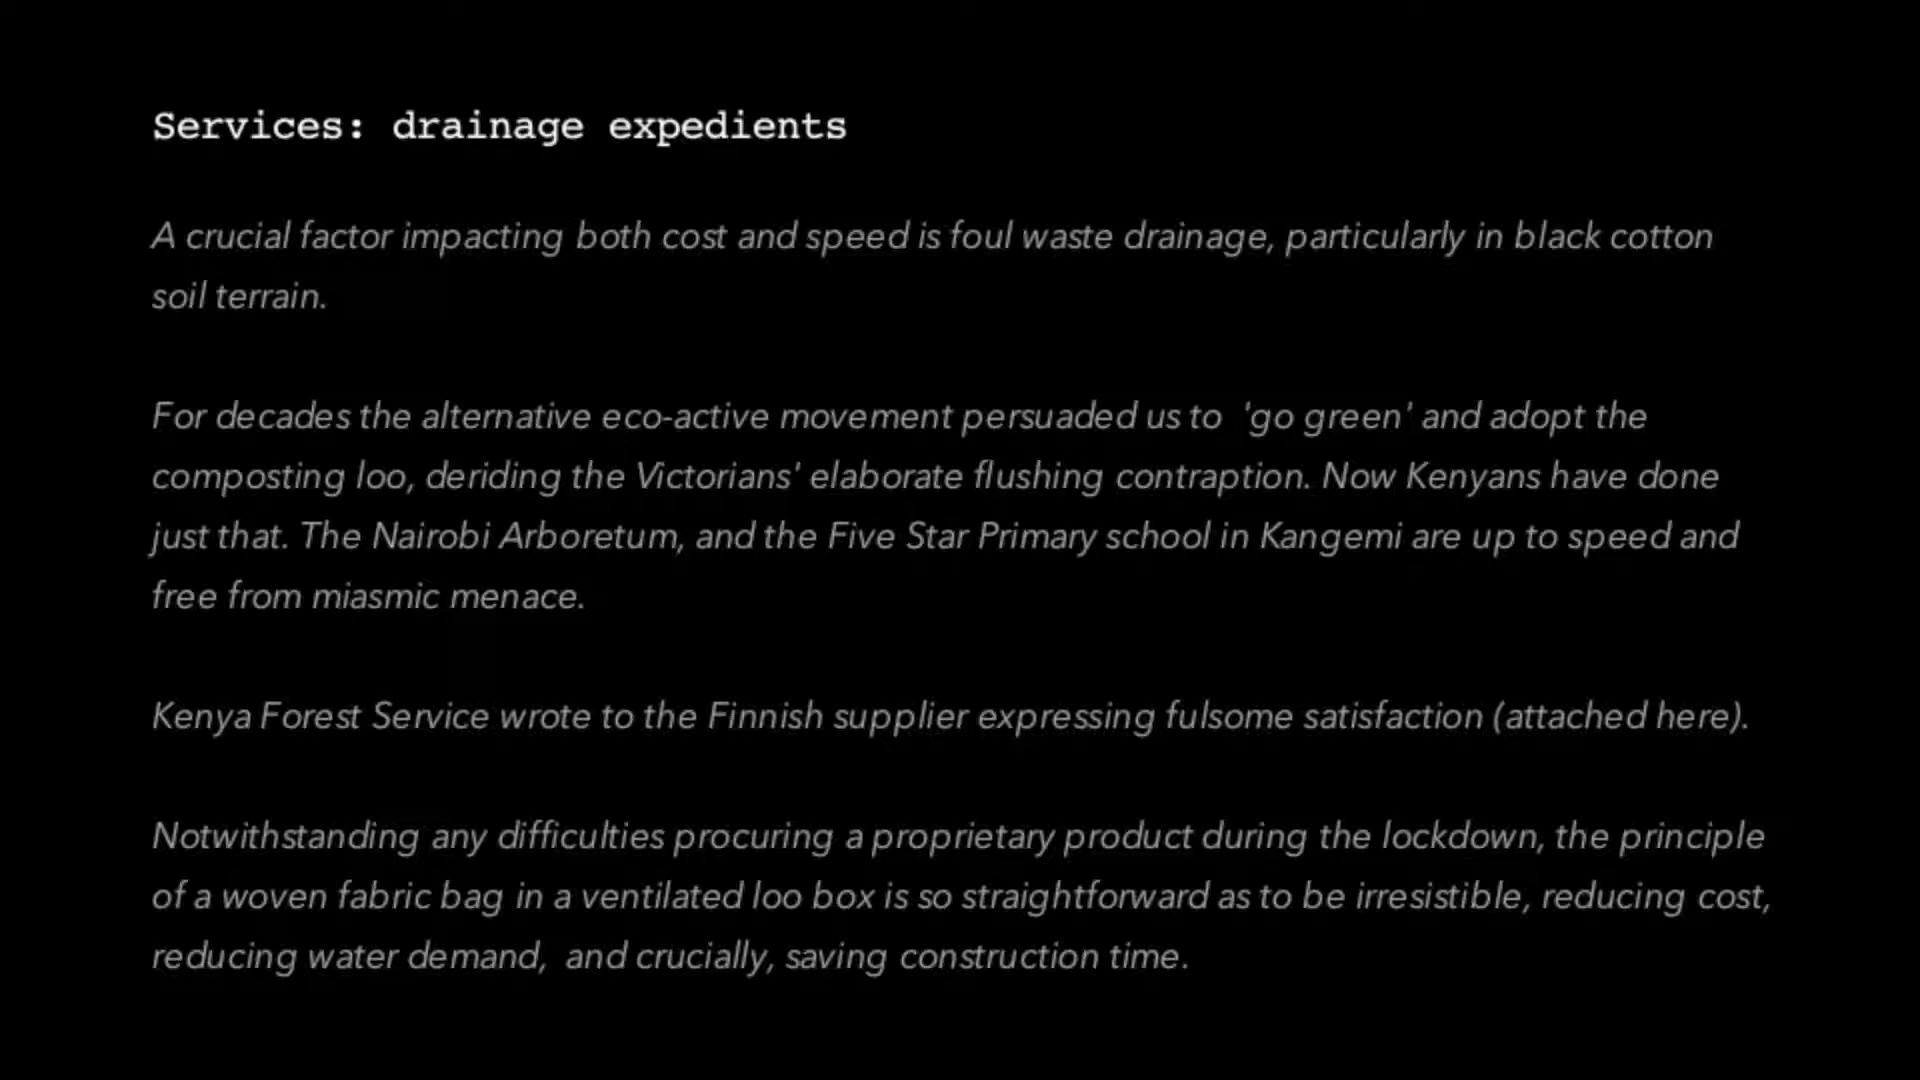 Services: drainage expedients
A crucial factor impacting both cost and speed is foul waste drainage, particularly in black cotton
soil terrain.
For decades the alternative eco-active movement persuaded us to  'go green' and adopt the
composting loo, deriding the Victorians' elaborate flushing contraption. Now Kenyans have done
just that. The Nairobi Arboretum, and the Five Star Primary school in Kangemi are up to speed and
free from miasmic menace.
Kenya Forest Service wrote to the Finnish supplier expressing fulsome satisfaction (attached here).
Notwithstanding any difficulties procuring a proprietary product during the lockdown, the principle
of a woven fabric bag in a ventilated loo box is so straightforward as to be irresistible, reducing cost,
reducing water demand,  and crucially, saving construction time.